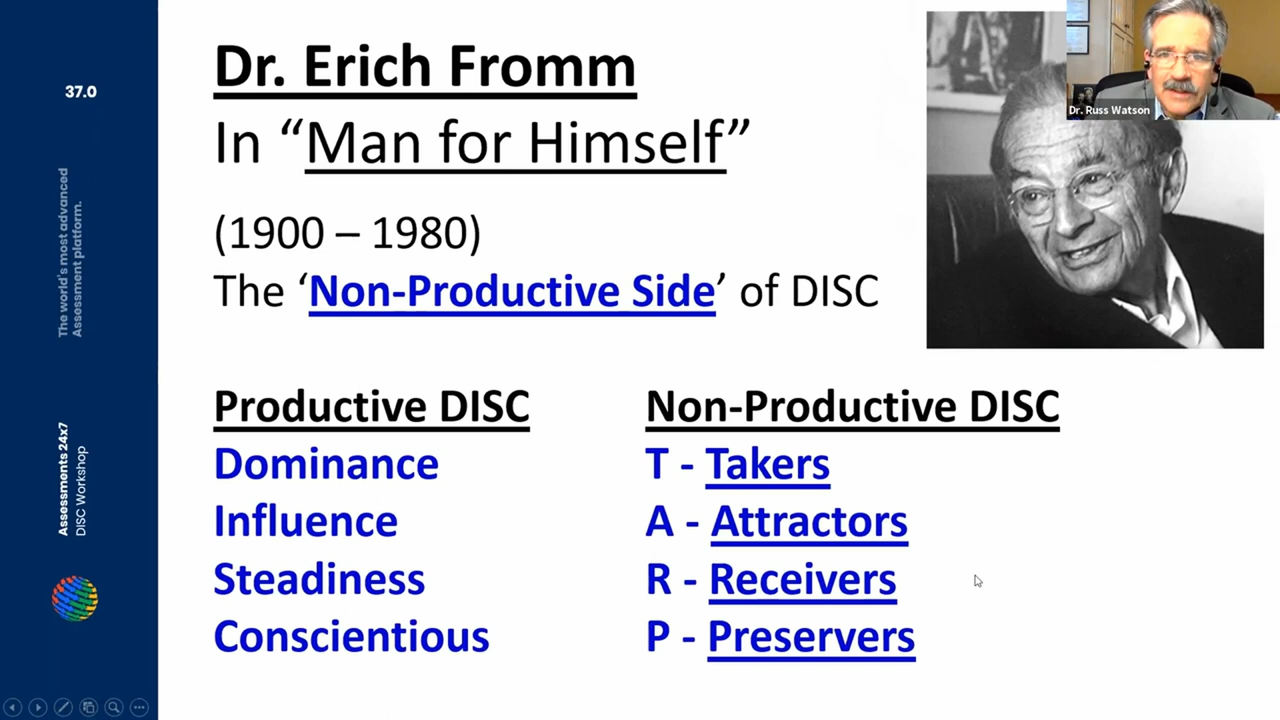 37.0
The world's most advanced
Assessment platform.
Assessments 24x7
DISC Workshop
Dr. Erich Fromm
In “Man for Himself”
(1900 – 1980)
The ‘Non-Productive Side’ of DISC
Productive DISC
Dominance
Influence
Steadiness
Conscientious
Non-Productive DISC
T - Takers
A - Attractors
R - Receivers
P - Preservers
Dr. Russ Watson